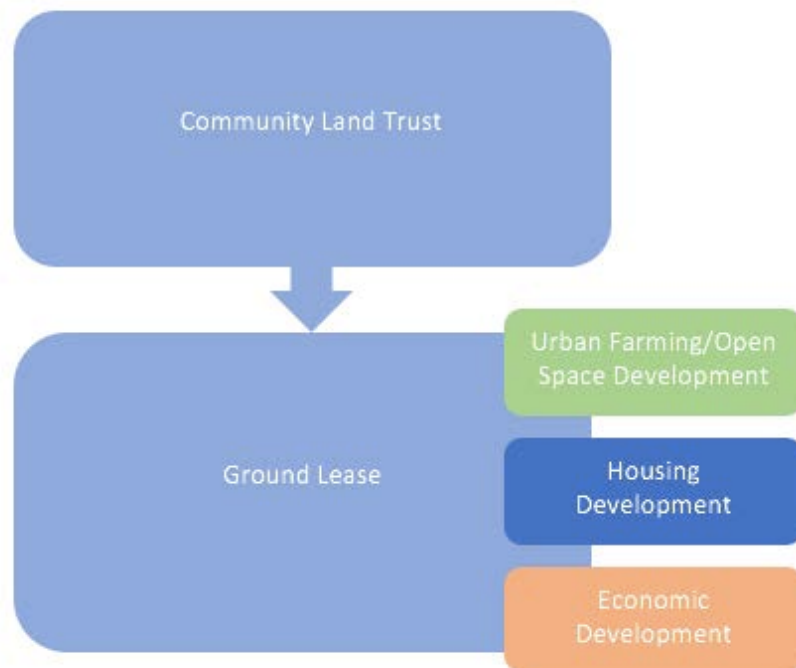 Community Land Trust
Urban Farming/Open
Space Development
Ground Lease
Housing
Development
Economic
Development